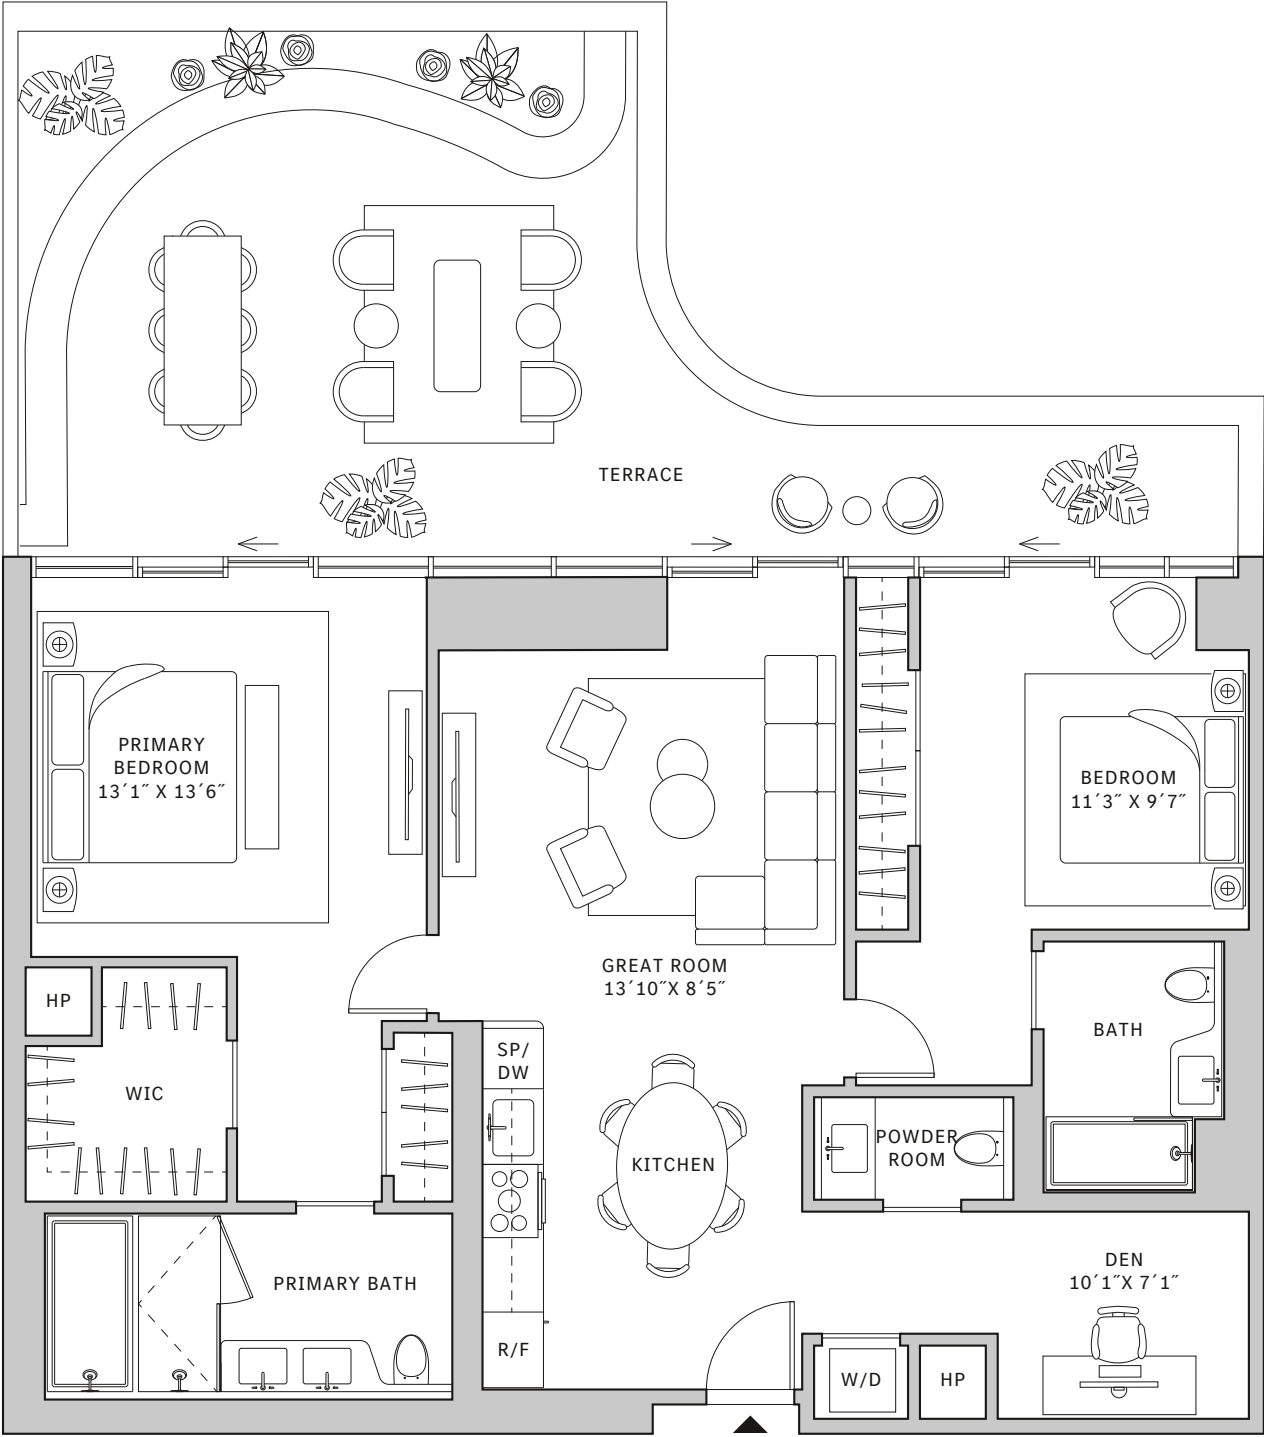 TERRACE
PRIMARY
BEDROOM
13´1˝ X 13´6˝
BEDROOM
11´3˝ X 9´7˝
GREAT ROOM
13´10˝X 8´5˝
HP
WIC
SP/
DW
BATH
KITCHEN
POWDER
ROOM
PRIMARY BATH
DEN
10´1˝X 7´1˝
R/F
W/D
HP